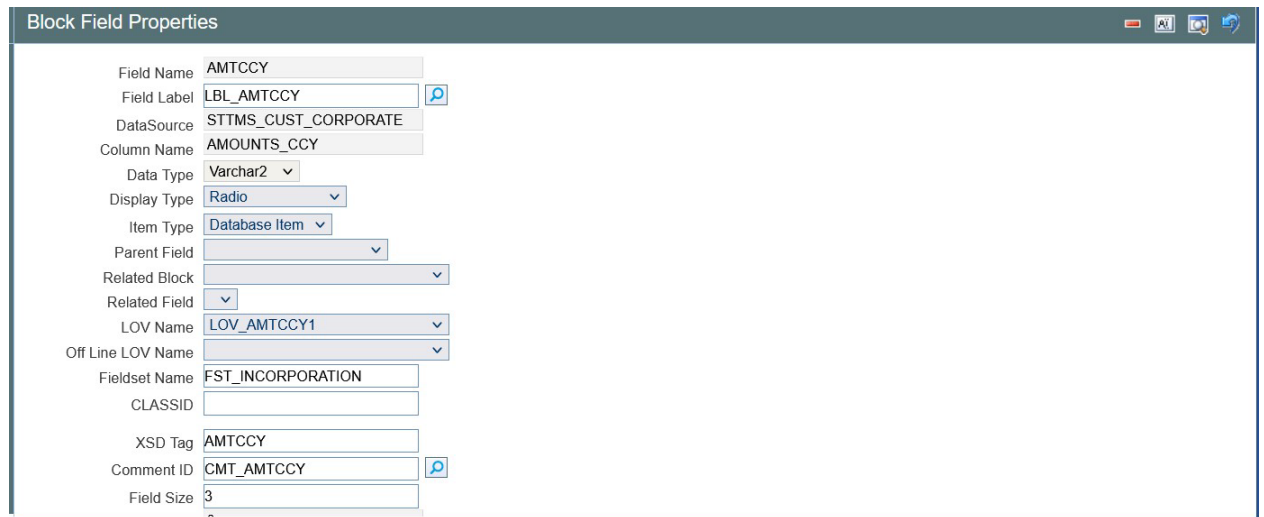 Block Field Properties
Field Name AMTCCY
Field Label LBL_AMTCCY
DataSource STTMS_CUST_CORPORATE
Column Name AMOUNTS_CCY
Data Type Varchar2
Display Type Radio
Item Type Database Item
Parent Field
Related Block
Related Field
LOV Name LOV_AMTCCY1
Off Line LOV Name
Fieldset Name FST_INCORPORATION
CLASSID
XSD Tag AMTCCY
Comment ID CMT_AMTCCY
Field Size 3